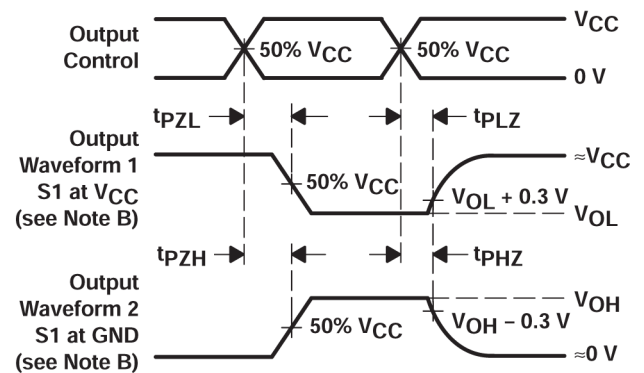 Output
Control
50% VCC
50% VCC
VCC
0 V
tPZL
tPLZ
Output
Waveform 1
S1 at VCC
(see Note B)
50% VCC
≈VCC
VOL + 0.3 V
VOL
tPZH
tPHZ
Output
Waveform 2
S1 at GND
(see Note B)
50% VCC
VOH
VOH − 0.3 V
≈0 V